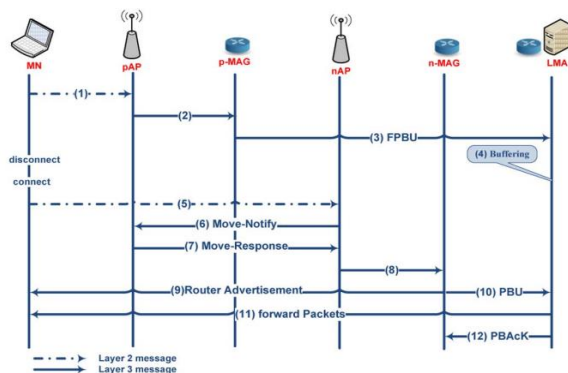 MN pAP p-MAG nAP n-MAG LMA
(1)
(2)
(3) FPBU
(4) Buffering
disconnect
connect
(5)
(6) Move-Notify
(7) Move-Response
(8)
(9)Router Advertisement (10) PBU
(11) forward Packets
(12) PBAcK
Layer 2 message
Layer 3 message